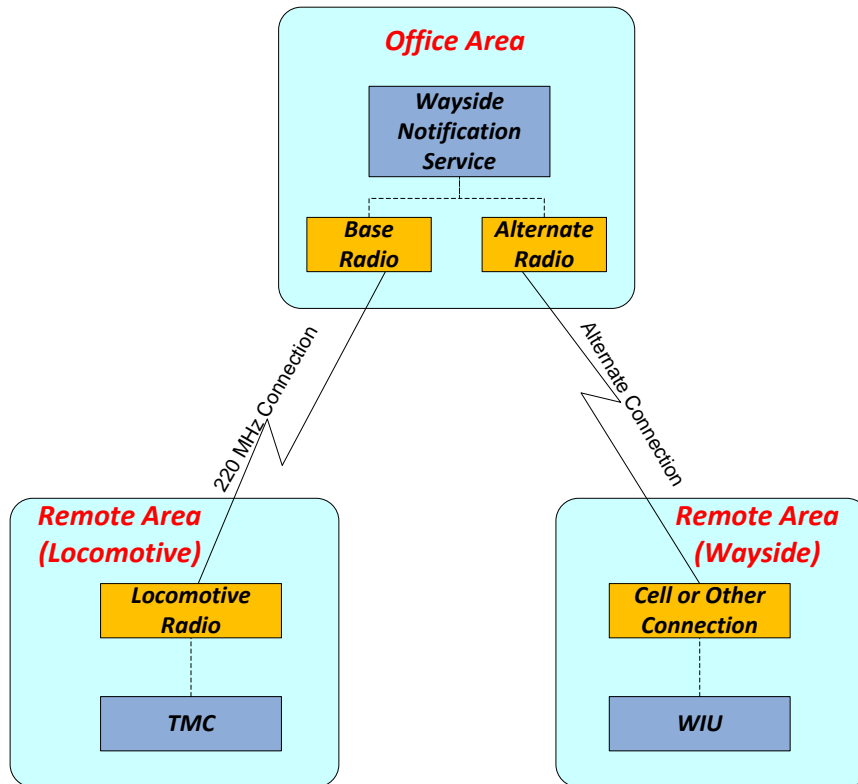 Office Area
Wayside
Notification
Service
Base
Radio
Alternate
Radio
220 MHz Connection
Alternate Connection
Remote Area
(Locomotive)
Locomotive
Radio
TMC
Remote Area
(Wayside)
Cell or Other
Connection
WIU